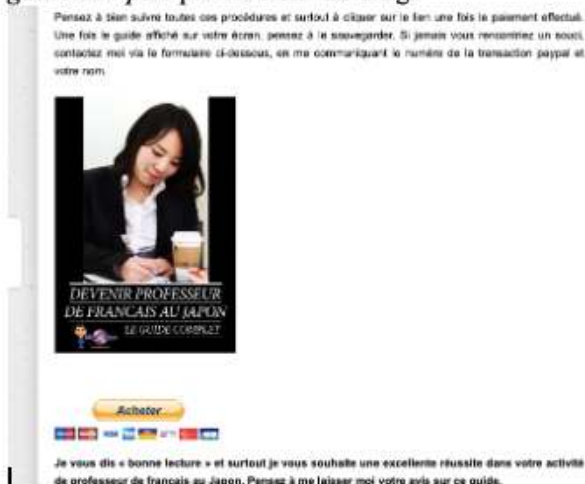 Pensez à bien suivre toutes ces procédures et surtout à cliquer sur le lien une fois le paiement effectué.
Une fois le guide affiché sur votre écran, pensez à le sauvegarder. Si jamais vous rencontriez un souci,
contactez moi via le formulaire ci-dessous, en me communiquant le numéro de la transaction paypal et
votre nom.
DEVENIR PROFESSEUR
DE FRANCAIS AU JAPON
LE GUIDE COMPLET
Acheter
Je vous dis « bonne lecture » et surtout je vous souhaite une excellente réussite dans votre activité
de professeur de français au Japon. Pensez à me laisser moi votre avis sur ce guide.